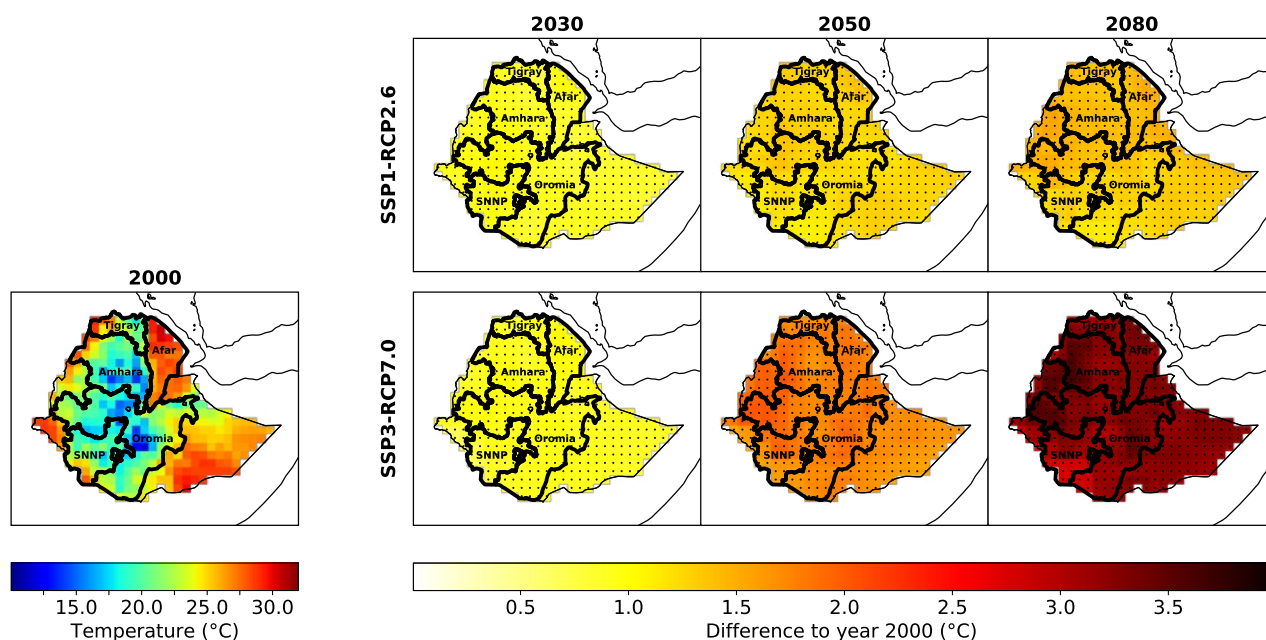 2030 2050 2080
SSP1-RCP2.6
Tigray Afar Amhara Oromia SNNP
Tigray Afar Amhara Oromia SNNP
Tigray Afar Amhara Oromia SNNP
2000
SSP3-RCP7.0
Tigray Afar Amhara Oromia SNNP
Tigray Afar Amhara Oromia SNNP
Tigray Afar Amhara Oromia SNNP
Tigray Afar Amhara Oromia SNNP
15.0 20.0 25.0 30.0
Temperature (°C)
0.5 1.0 1.5 2.0 2.5 3.0 3.5
Difference to year 2000 (°C)